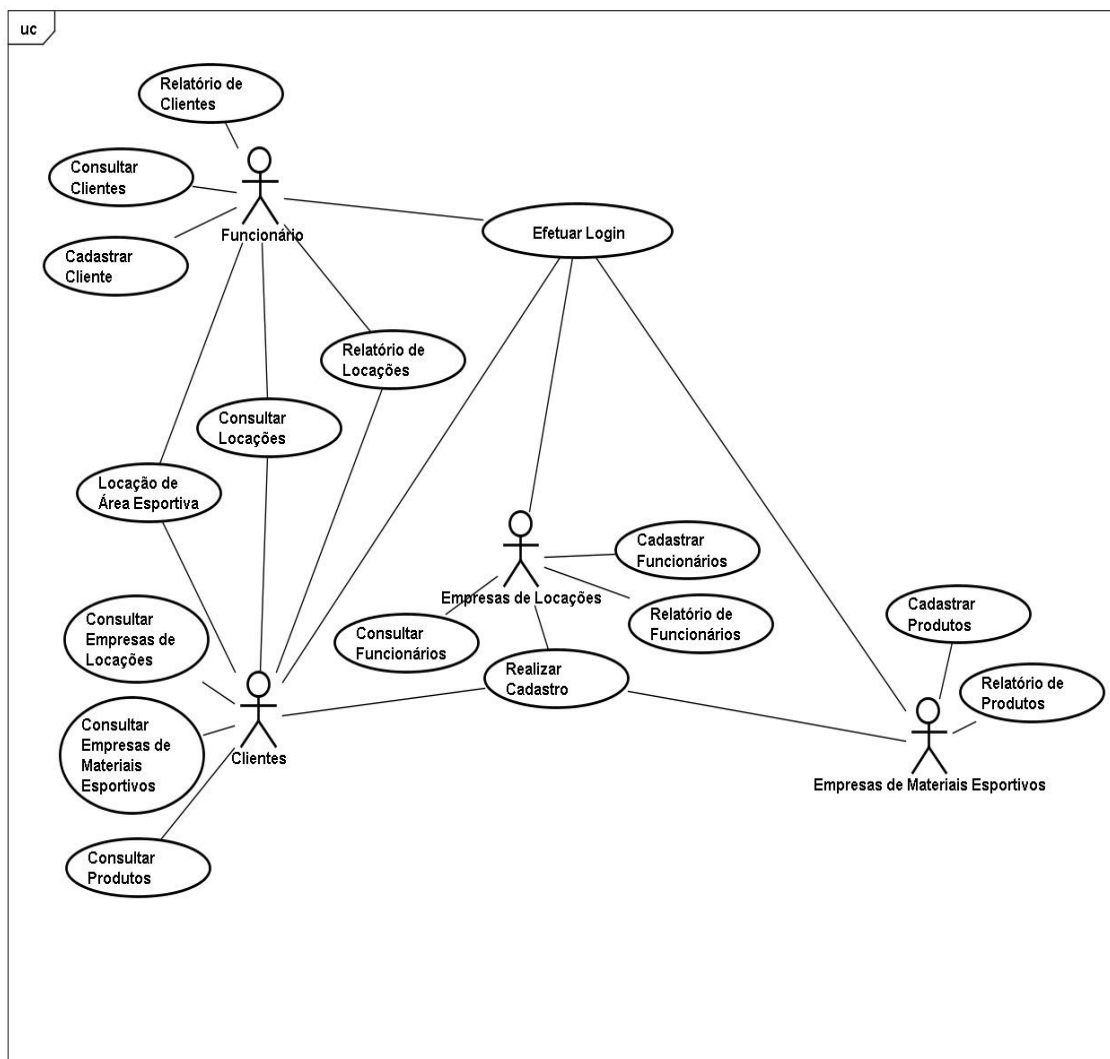 uc
Relatório de
Clientes
Consultar
Clientes
Funcionário
Efetuar Login
Cadastrar
Cliente
Relatório de
Locações
Consultar
Locações
Locação de
Área Esportiva
Cadastrar
Funcionários
Empresas de Locações
Relatório de
Funcionários
Consultar
Funcionários
Cadastrar
Produtos
Consultar
Empresas de
Locações
Realizar
Cadastro
Relatório de
Produtos
Consultar
Empresas de
Materiais
Esportivos
Clientes
Empresas de Materiais Esportivos
Consultar
Produtos